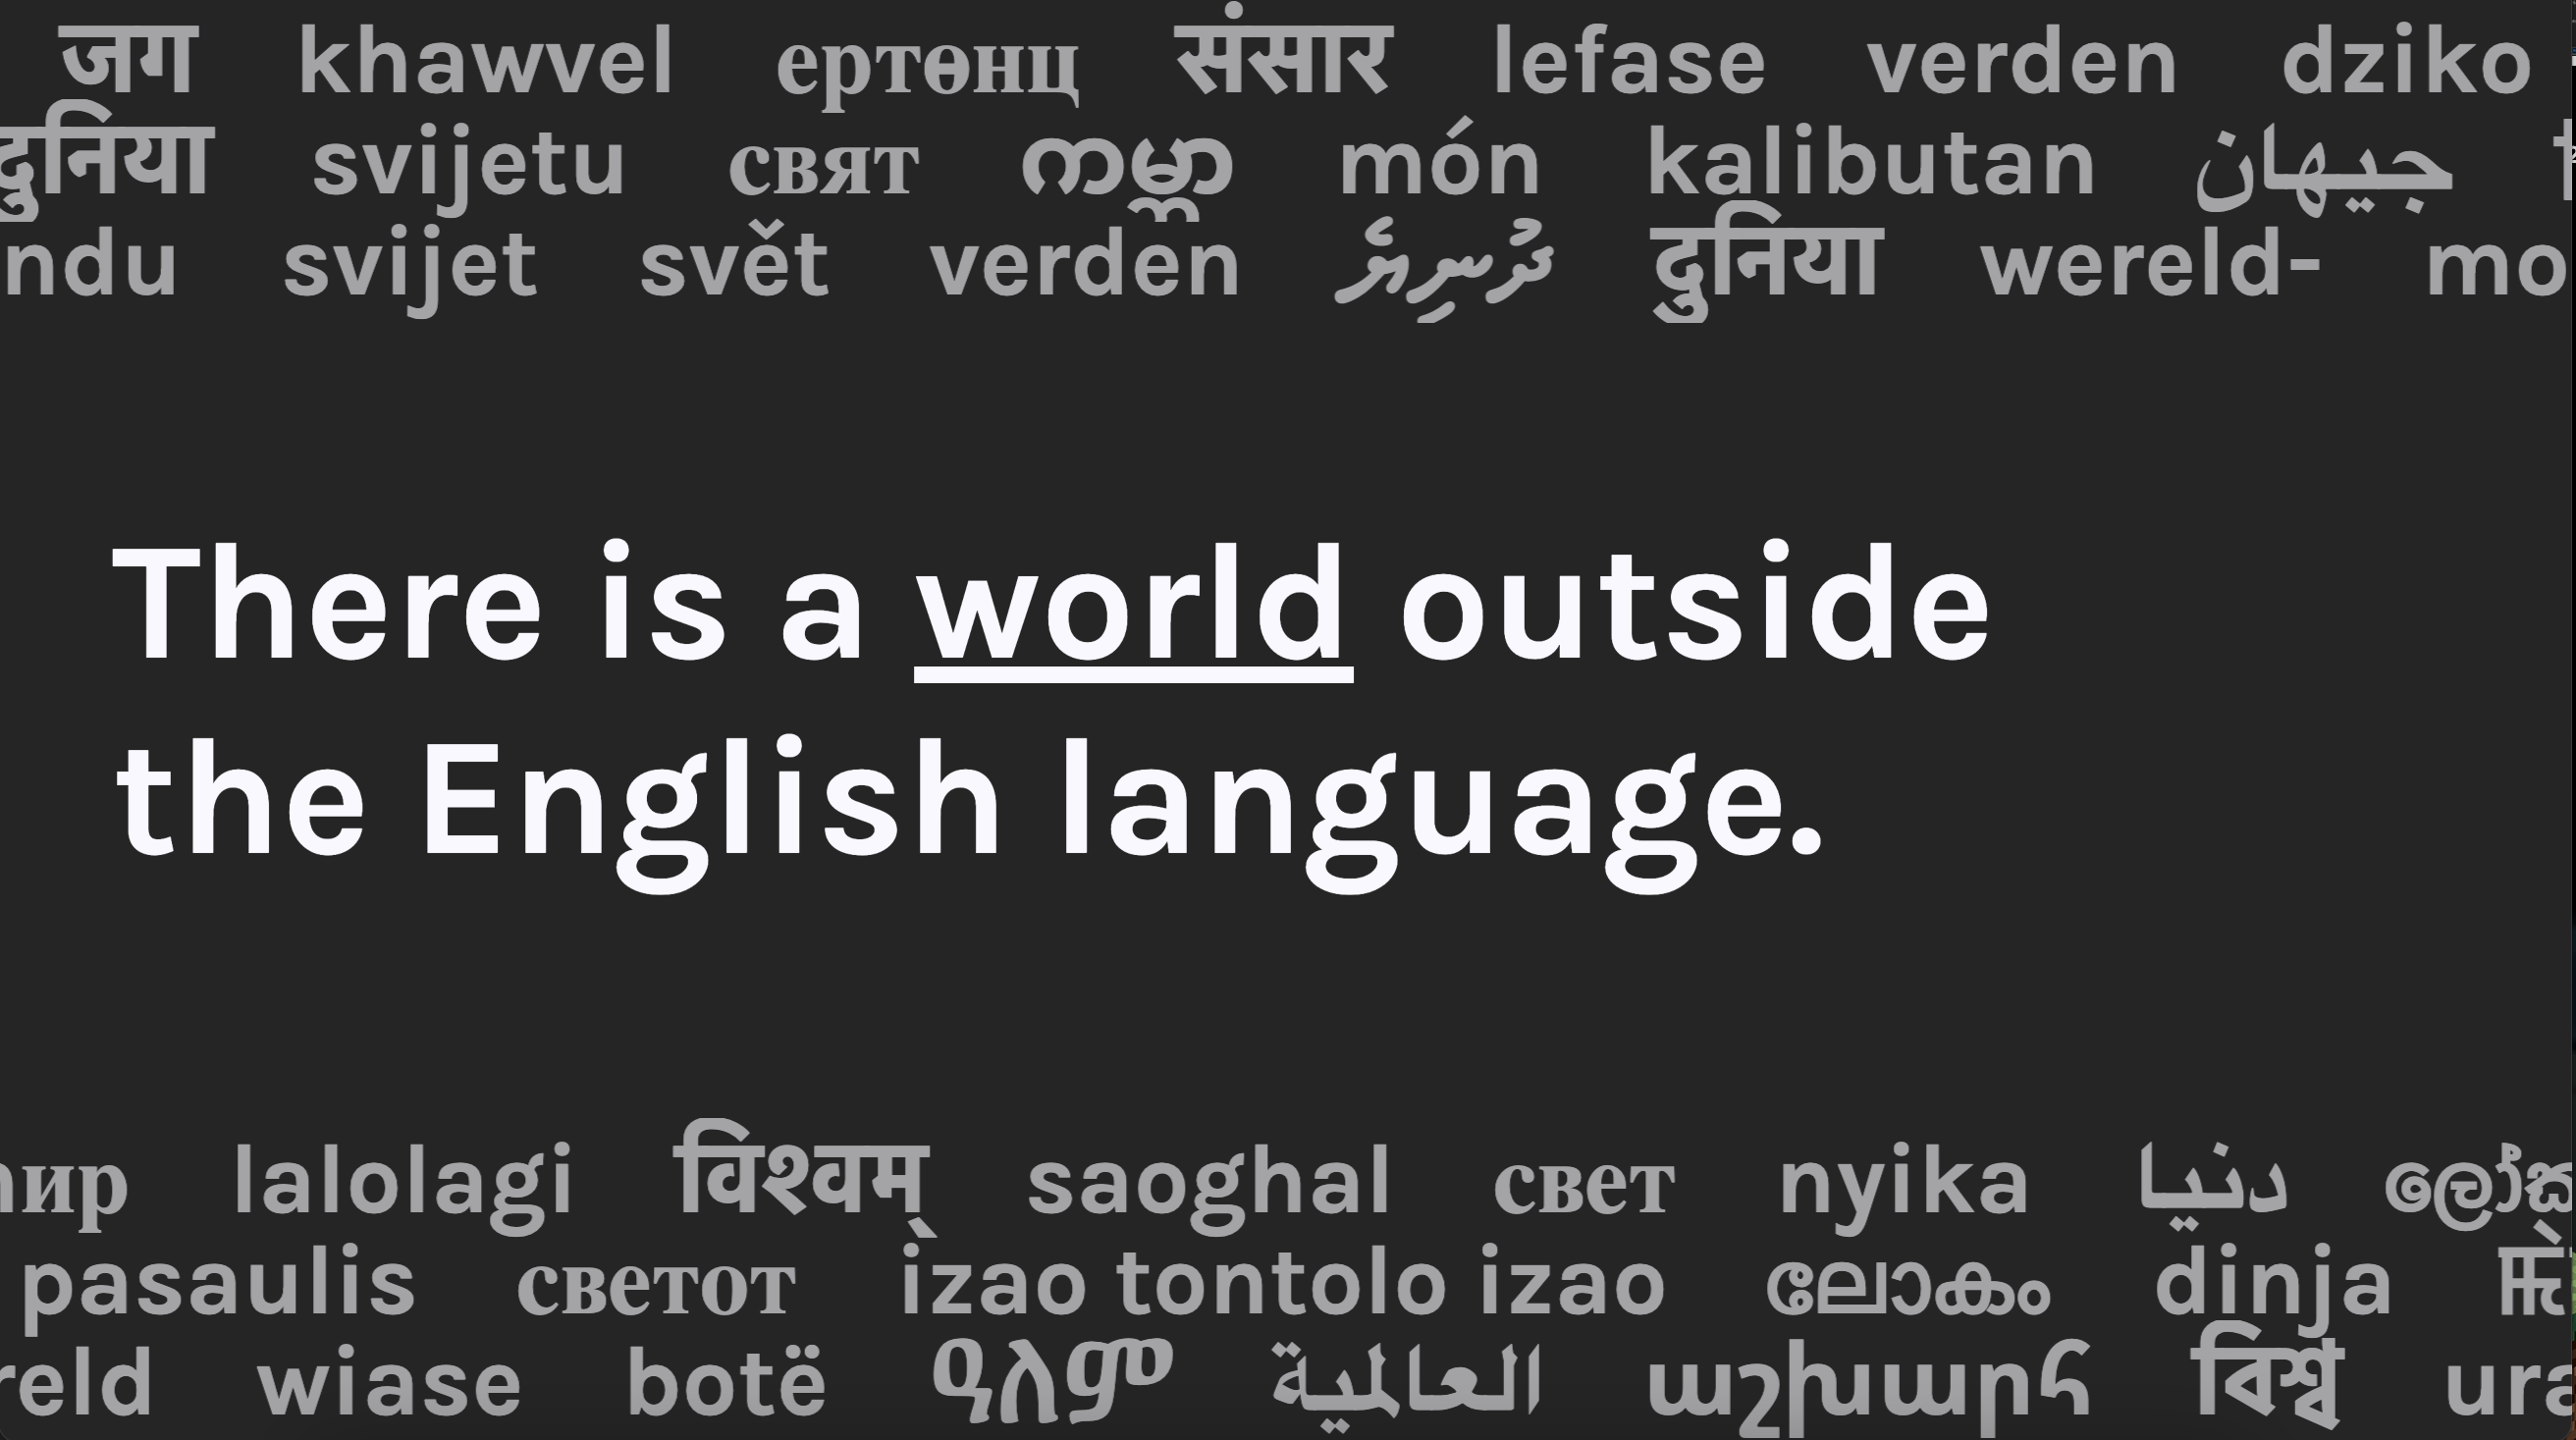 जग khawvel ертөнц संसार lefase verden dziko
दुनिया svijetu свят ကမ္ဘာ món kalibutan جيهان
ndu svijet svět verden ދުނިޔެ दुनिया wereld- mo
There is a world outside
the English language.
ир lalolagi विश्वम् saoghal свет nyika دنيا
pasaulis светот izao tontolo izao ലോകം dinja
reld wiase botë ዓለም العالمية աշխարհ বিশ্ব ura